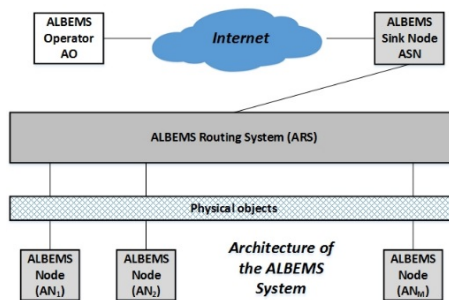 ALBEMS
Operator
AO
Internet
ALBEMS
Sink Node
ASN
ALBEMS Routing System (ARS)
Physical objects
ALBEMS
Node
(AN₁)
ALBEMS
Node
(AN₂)
Architecture of
the ALBEMS
System
ALBEMS
Node
(ANₘ)